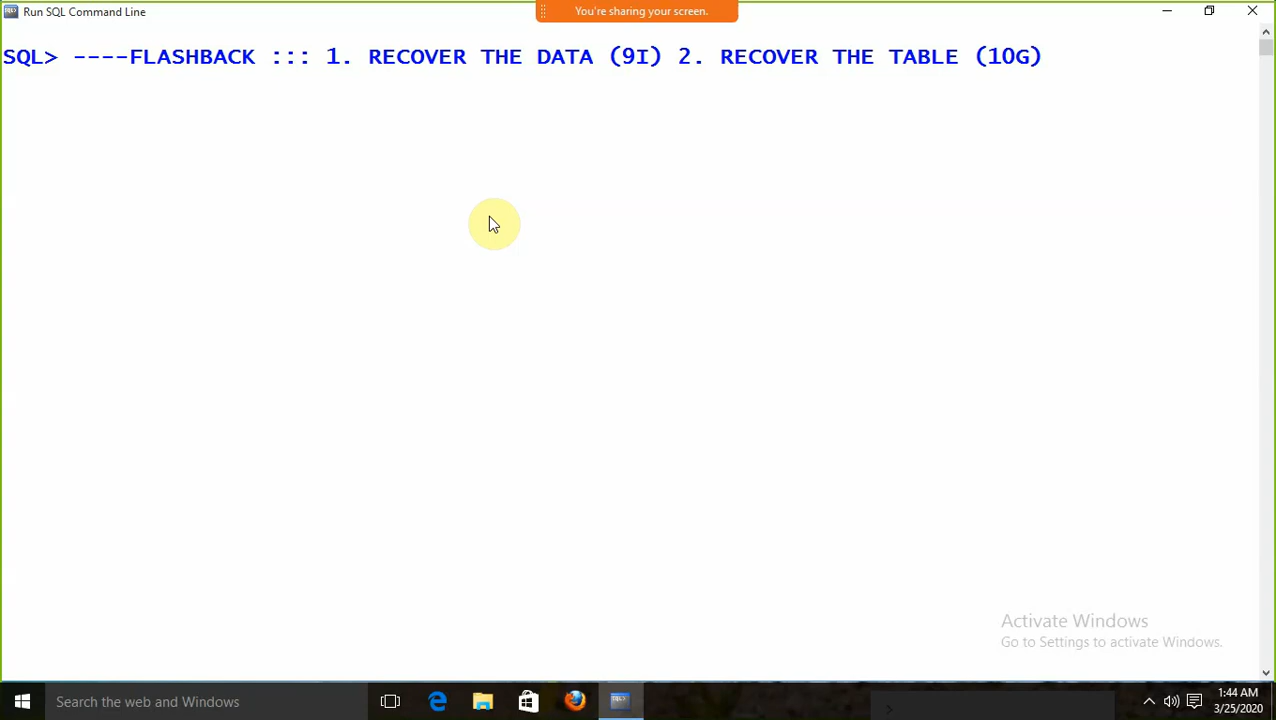 Run SQL Command Line
You're sharing your screen.
SQL> ----FLASHBACK ::: 1. RECOVER THE DATA (9I) 2. RECOVER THE TABLE (10G)
Activate Windows
Go to Settings to activate Windows.
Search the web and Windows
1:44 AM
3/25/2020